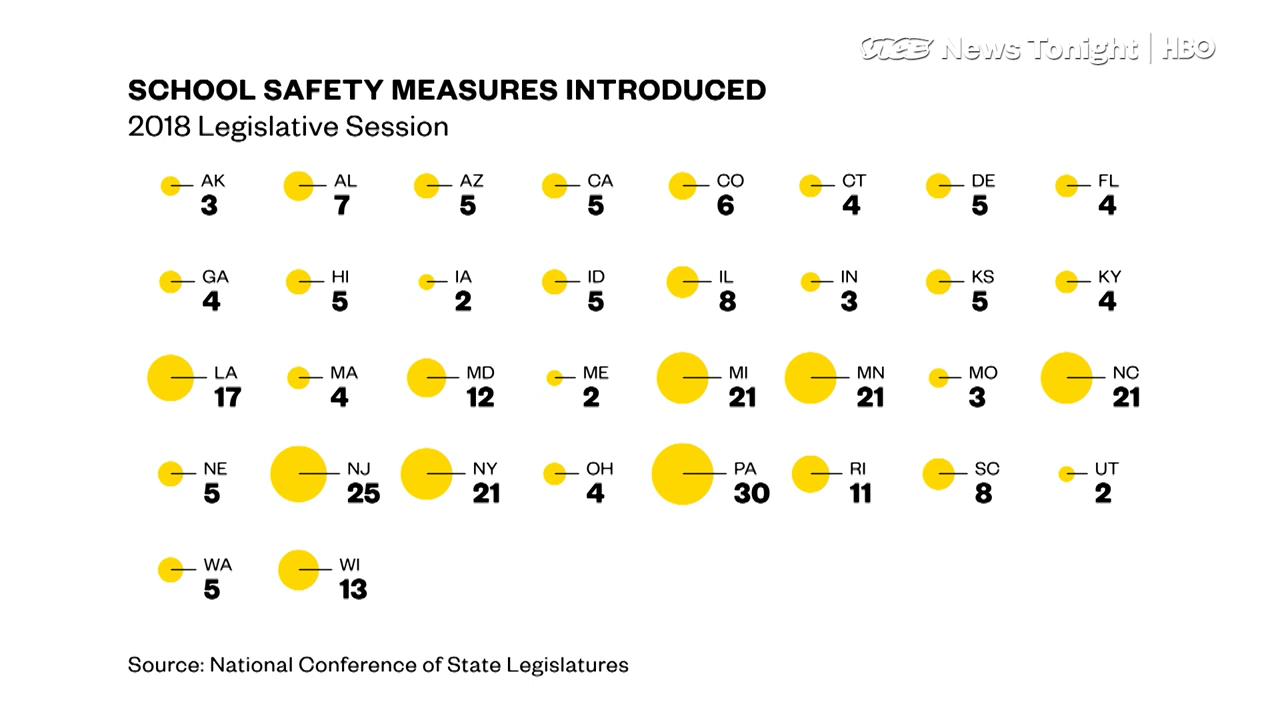 VICE News Tonight | HBO
SCHOOL SAFETY MEASURES INTRODUCED
2018 Legislative Session
AK AL AZ CA CO CT DE FL
3 7 5 5 6 4 5 4
GA HI IA ID IL IN KS KY
4 5 2 5 8 3 5 4
LA MA MD ME MI MN MO NC
17 4 12 2 21 21 3 21
NE NJ NY OH PA RI SC UT
5 25 21 4 30 11 8 2
WA WI
5 13
Source: National Conference of State Legislatures